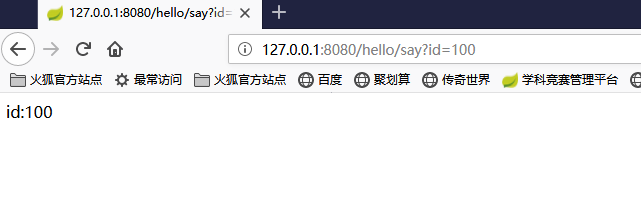 127.0.0.1:8080/hello/say?id=
127.0.0.1:8080/hello/say?id=100
火狐官方站点 最常访问 火狐官方站点 百度 聚划算 传奇世界 学科竞赛管理平台
id:100